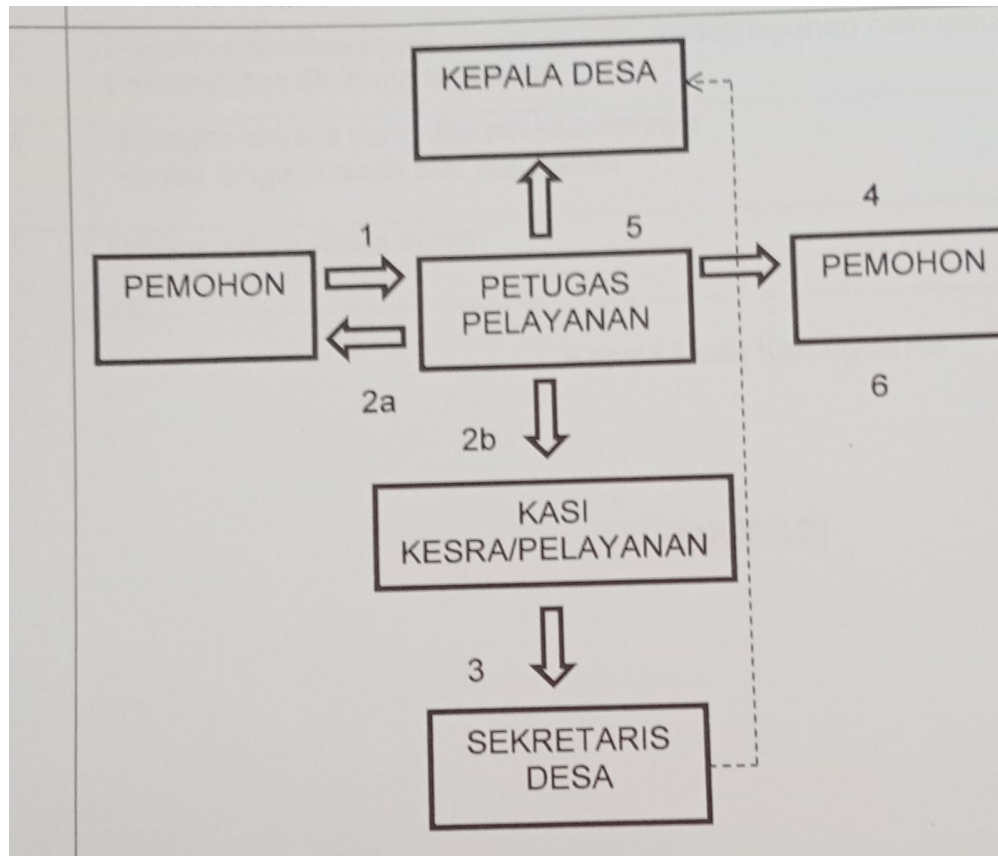 KEPALA DESA
4
1
5
PEMOHON
PETUGAS
PELAYANAN
PEMOHON
2a
6
2b
KASI
KESRA/PELAYANAN
3
SEKRETARIS
DESA